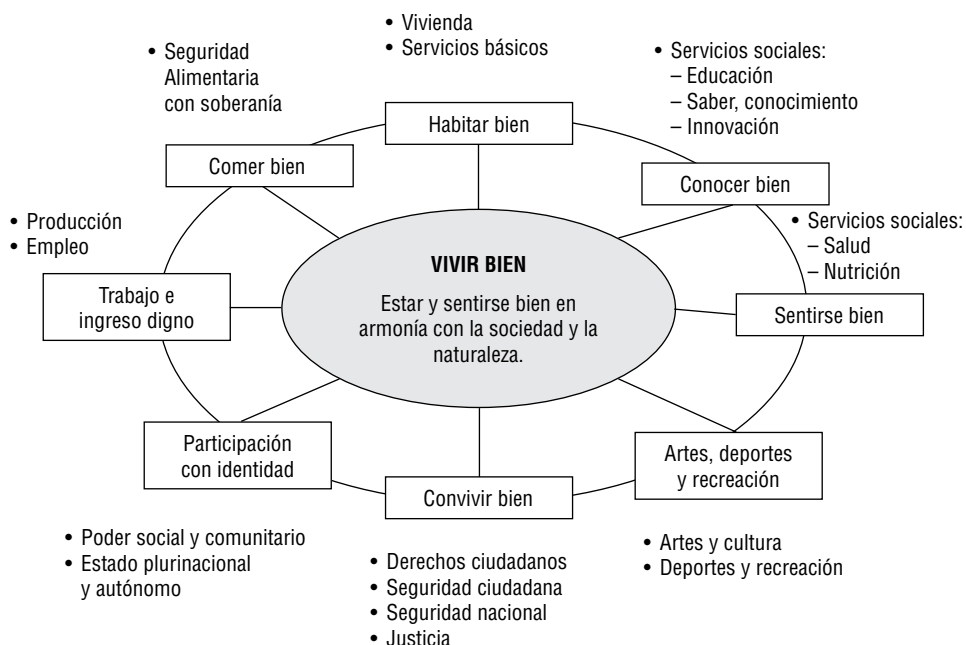 • Vivienda
• Servicios básicos
• Seguridad
Alimentaria
con soberanía
• Servicios sociales:
– Educación
– Saber, conocimiento
– Innovación
Habitar bien
Comer bien
Conocer bien
• Producción
• Empleo
• Servicios sociales:
– Salud
– Nutrición
VIVIR BIEN
Estar y sentirse bien en
armonía con la sociedad y la
naturaleza.
Trabajo e
ingreso digno
Sentirse bien
Participación
con identidad
Artes, deportes
y recreación
Convivir bien
• Poder social y comunitario
• Estado plurinacional
y autónomo
• Derechos ciudadanos
• Seguridad ciudadana
• Seguridad nacional
• Justicia
• Artes y cultura
• Deportes y recreación